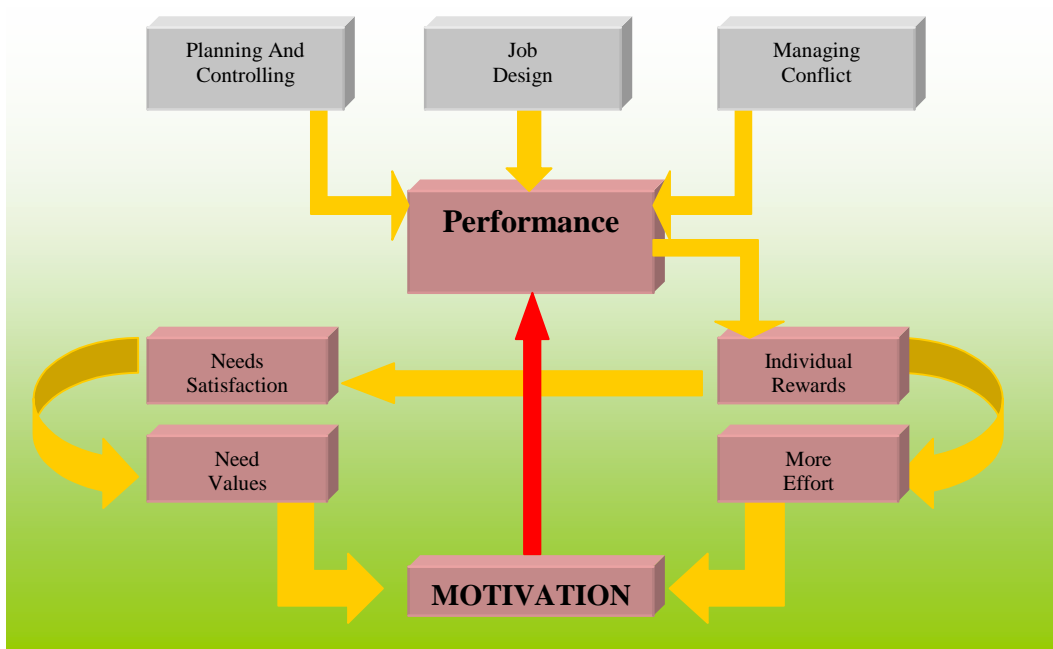 Planning And
Controlling
Job
Design
Managing
Conflict
Performance
Needs
Satisfaction
Individual
Rewards
Need
Values
More
Effort
MOTIVATION